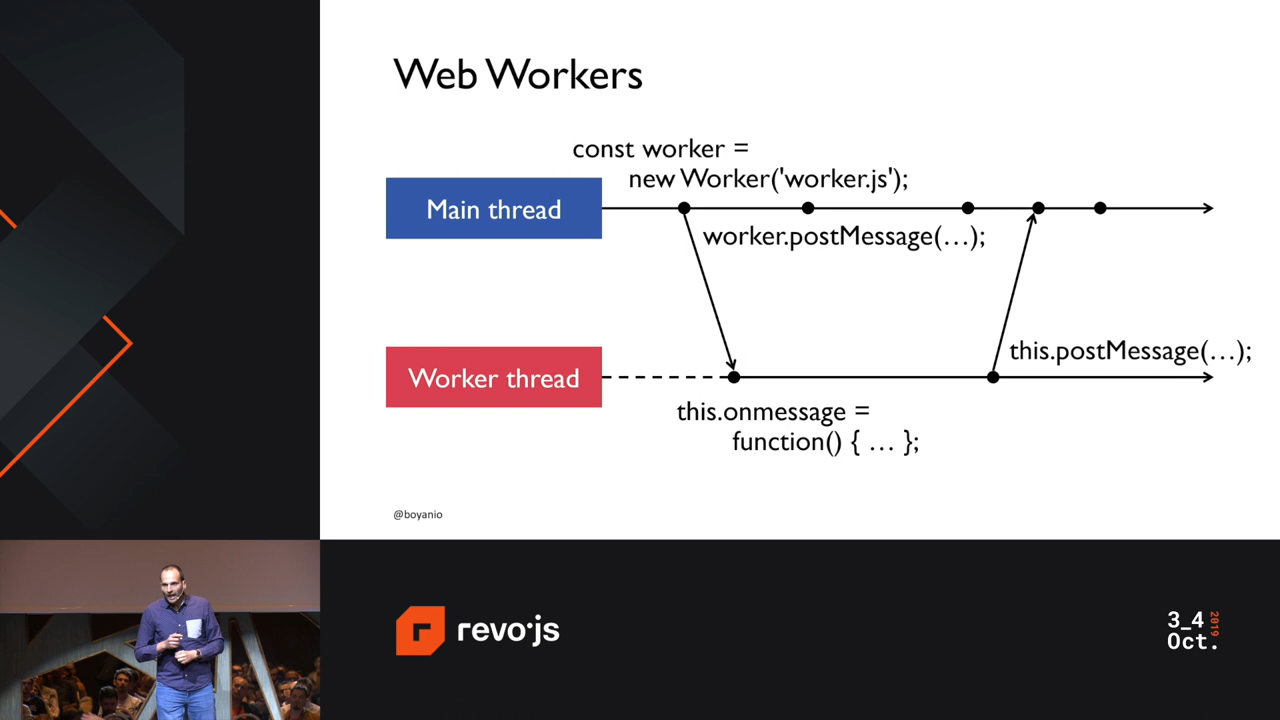 Web Workers
const worker =
new Worker('worker.js');
Main thread
worker.postMessage(…);
this.postMessage(…);
Worker thread
this.onmessage =
function() { … };
@boyanio
r revo·js
3_4 2019
Oct.